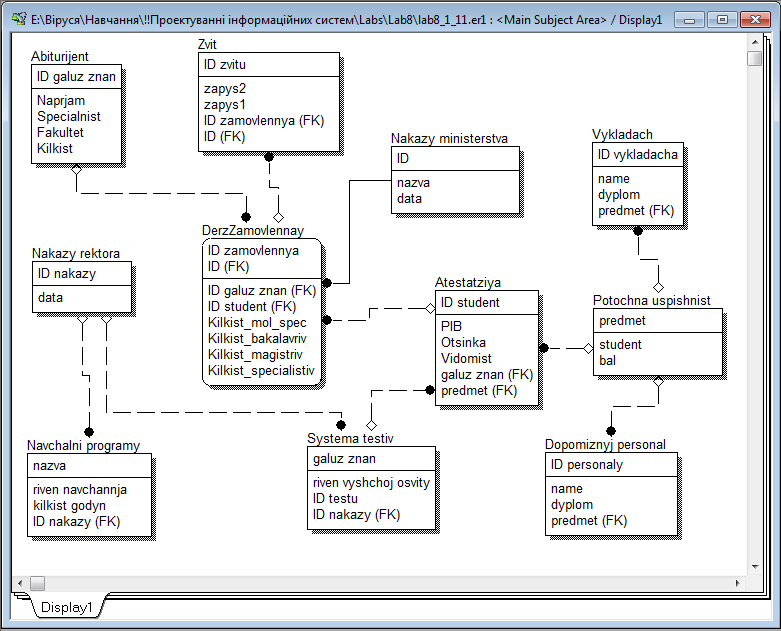 E:\Віруся\Навчання\!!Проектуванні інформаційних систем\Labs\Lab8\lab8_1_11.er1 : <Main Subject Area> / Display1
Abiturijent
ID galuz znan
Naprjam
Specialnist
Fakultet
Kilkist
Zvit
ID zvitu
zapys2
zapys1
ID zamovlennya (FK)
ID (FK)
Nakazy ministerstva
ID
nazva
data
Vykladach
ID vykladacha
name
dyplom
predmet (FK)
Nakazy rektora
ID nakazy
data
DerzZamovlennay
ID zamovlennya
ID (FK)
ID galuz znan (FK)
ID student (FK)
Kilkist_mol_spec
Kilkist_bakalavriv
Kilkist_magistriv
Kilkist_specialistiv
Atestatziya
ID student
PIB
Otsinka
Vidomist
galuz znan (FK)
predmet (FK)
Potochna uspishnist
predmet
student
bal
Navchalni programy
nazva
riven navchannja
kilkist godyn
ID nakazy (FK)
Systema testiv
galuz znan
riven vyshchoj osvity
ID testu
ID nakazy (FK)
Dopomiznyj personal
ID personaly
name
dyplom
predmet (FK)
Display1